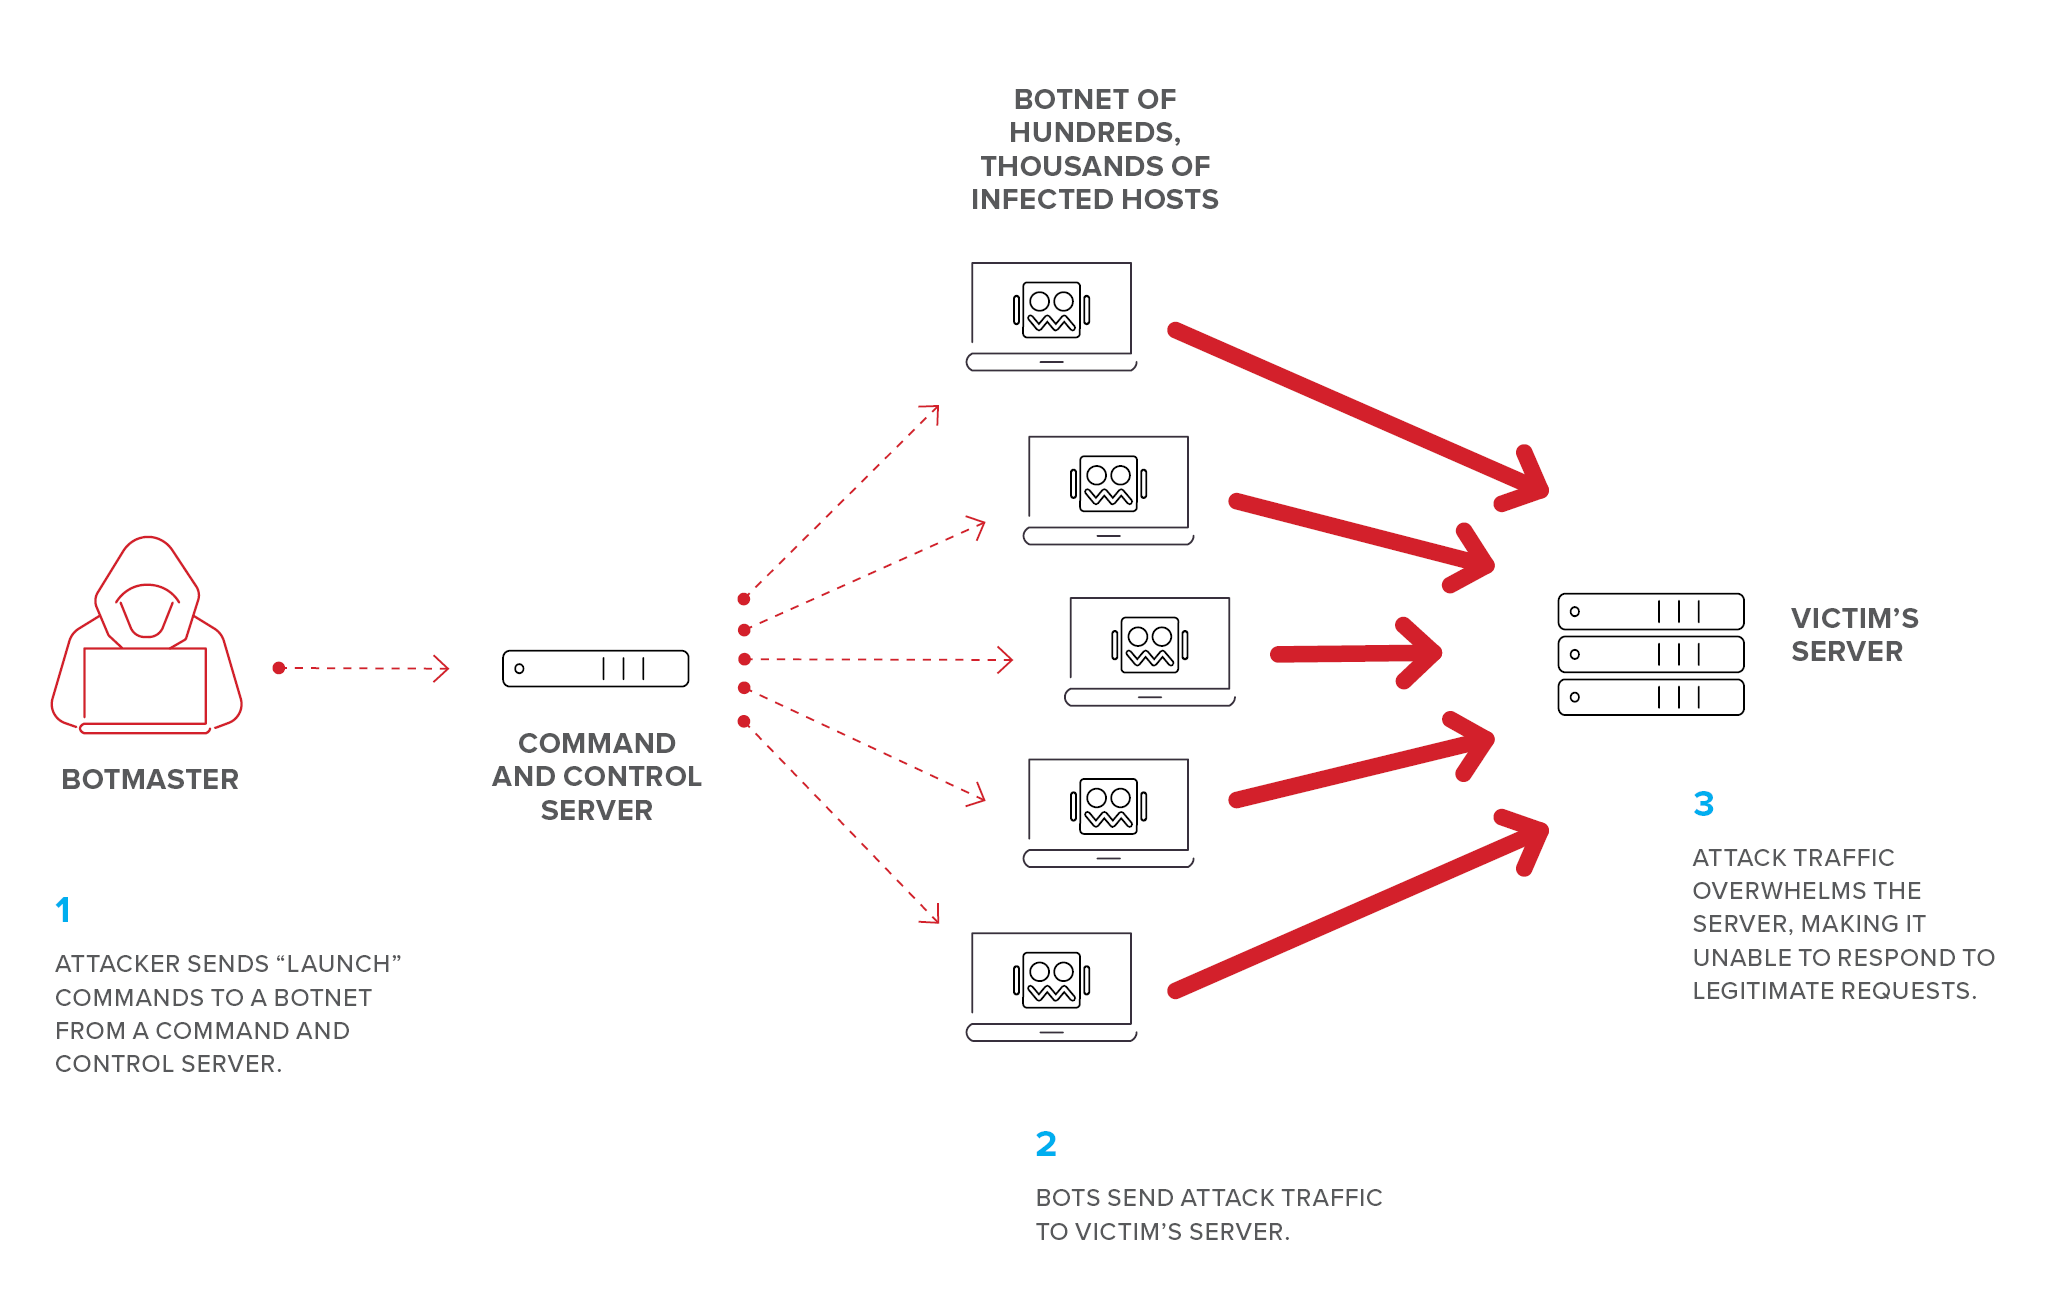 BOTNET OF
HUNDREDS,
THOUSANDS OF
INFECTED HOSTS
BOTMASTER
COMMAND
AND CONTROL
SERVER
VICTIM’S
SERVER
1
ATTACKER SENDS “LAUNCH”
COMMANDS TO A BOTNET
FROM A COMMAND AND
CONTROL SERVER.
2
BOTS SEND ATTACK TRAFFIC
TO VICTIM’S SERVER.
3
ATTACK TRAFFIC
OVERWHELMS THE
SERVER, MAKING IT
UNABLE TO RESPOND TO
LEGITIMATE REQUESTS.